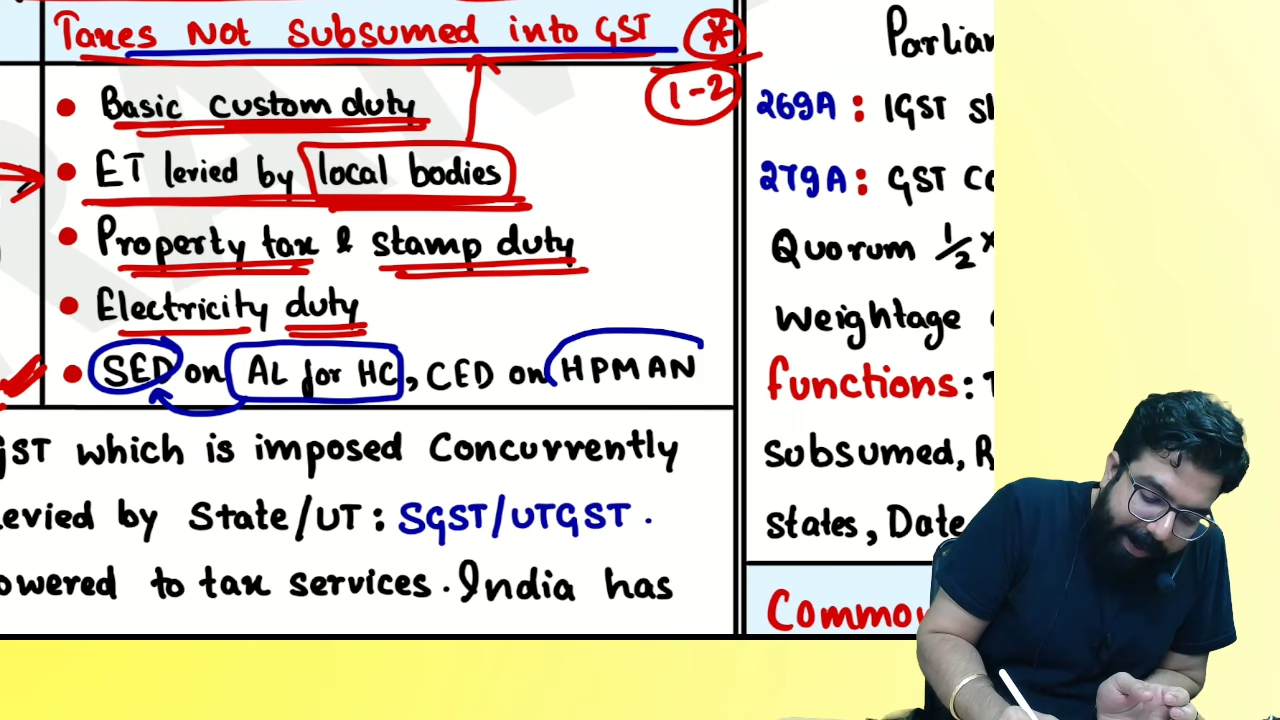 Taxes Not Subsumed into GST *
1-2
• Basic custom duty
• ET levied by local bodies
• Property tax & stamp duty
• Electricity duty
• SED on AL for HC, CED on HPMAN
GST which is imposed Concurrently
levied by State/UT: SGST/UTGST.
owered to tax services. India has
Parliam
269A: IGST
279A: GST Co
Quorum 1/2 ×
Weightage
functions:
Subsumed,
States, Date
Common